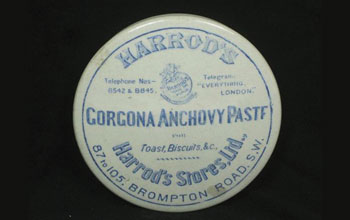 HARROD'S
Telephone Nos:-
8542 & 8845.
Telegram:
"EVERYTHING,
LONDON."
GORGONA ANCHOVY PASTE
FOR
Toast, Biscuits, &c.,
Harrod's Stores, Ltd.,
87 to 105, BROMPTON ROAD, S.W.